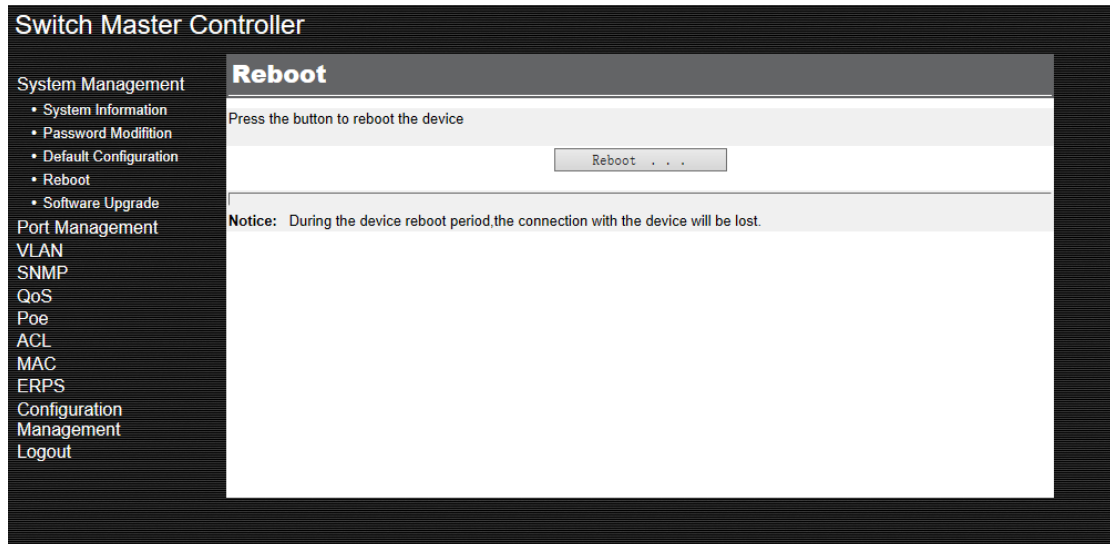 Switch Master Controller
System Management
• System Information
• Password Modifition
• Default Configuration
• Reboot
• Software Upgrade
Port Management
VLAN
SNMP
QoS
Poe
ACL
MAC
ERPS
Configuration
Management
Logout
Reboot
Press the button to reboot the device
Reboot . . .
Notice: During the device reboot period,the connection with the device will be lost.